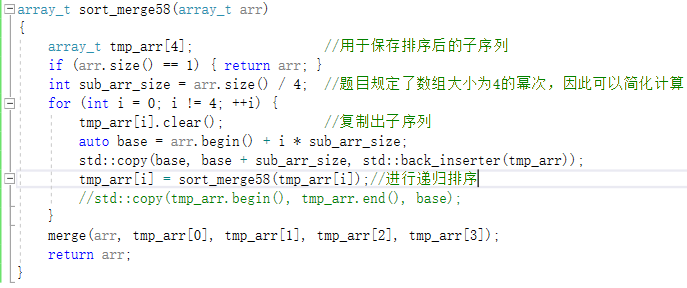 array_t sort_merge58(array_t arr)
{
    array_t tmp_arr[4];                 //用于保存排序后的子序列
    if (arr.size() == 1) { return arr; }
    int sub_arr_size = arr.size() / 4;  //题目规定了数组大小为4的幂次，因此可以简化计算
    for (int i = 0; i != 4; ++i) {
        tmp_arr[i].clear();             //复制出子序列
        auto base = arr.begin() + i * sub_arr_size;
        std::copy(base, base + sub_arr_size, std::back_inserter(tmp_arr));
        tmp_arr[i] = sort_merge58(tmp_arr[i]);//进行递归排序
        //std::copy(tmp_arr.begin(), tmp_arr.end(), base);
    }
    merge(arr, tmp_arr[0], tmp_arr[1], tmp_arr[2], tmp_arr[3]);
    return arr;
}